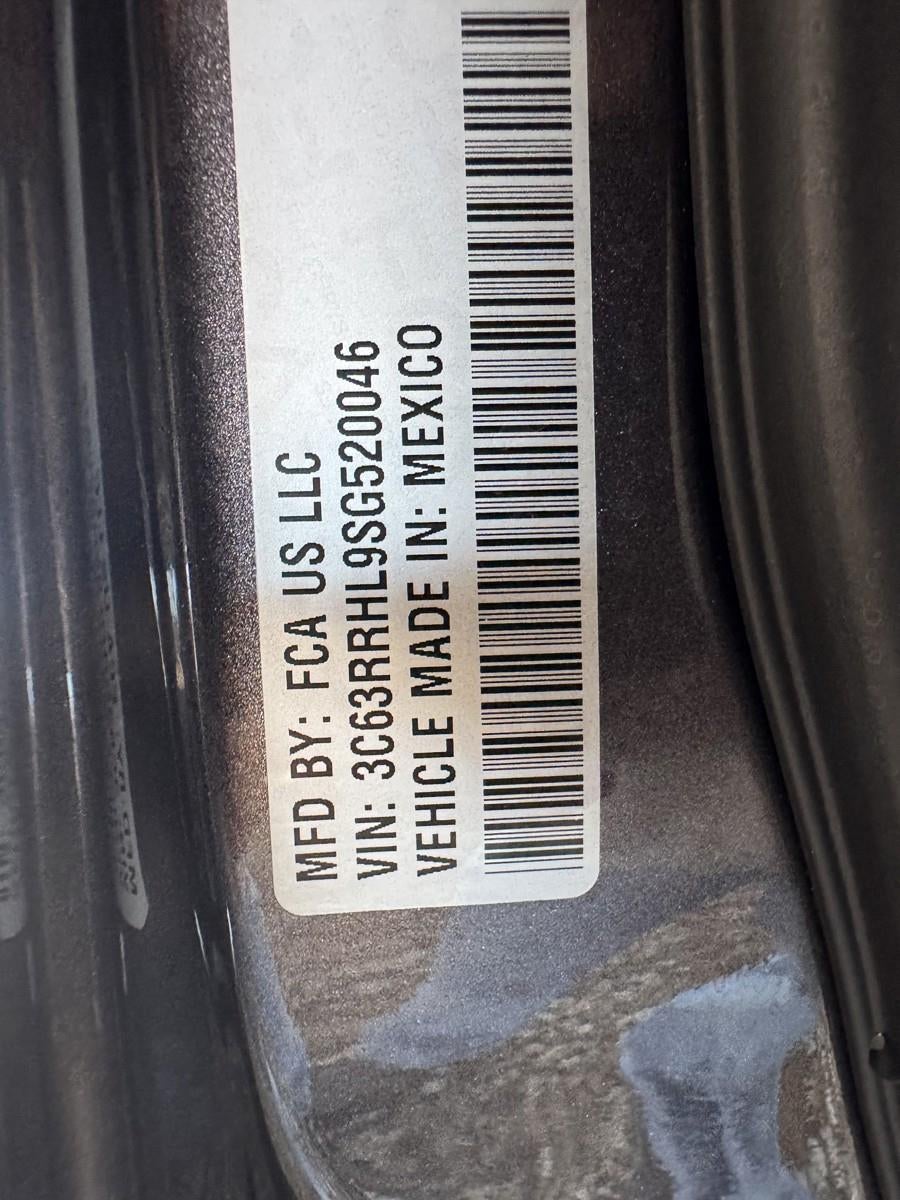 MFD BY: FCA US LLC
VIN: 3C63RRHL9SG520046
VEHICLE MADE IN: MEXICO